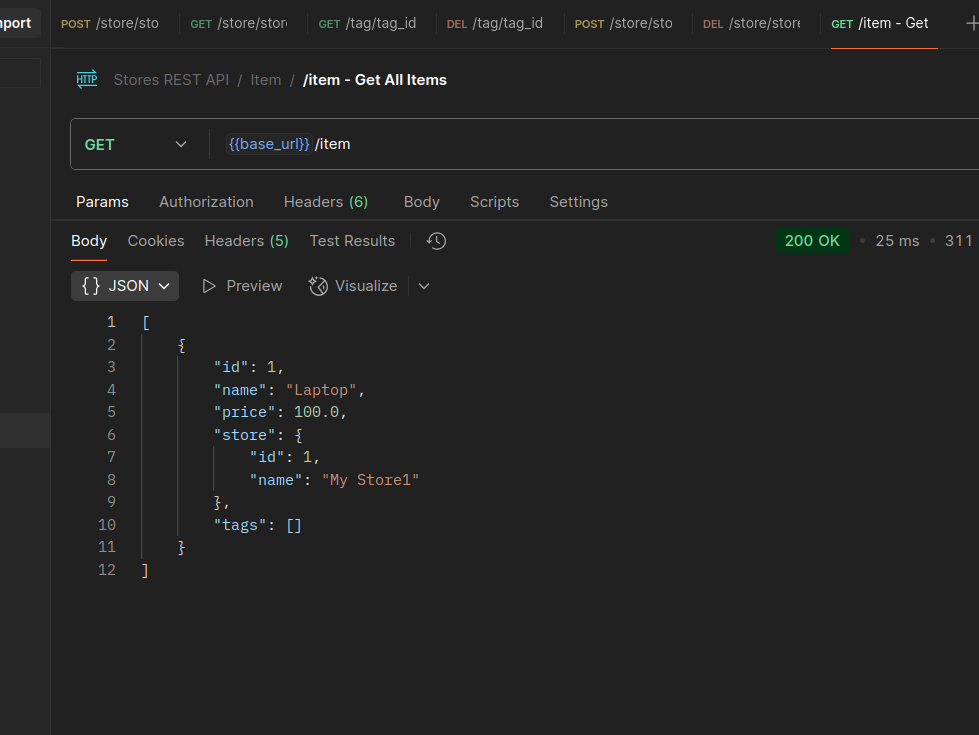 port POST /store/sto GET /store/store GET /tag/tag_id DEL /tag/tag_id POST /store/sto DEL /store/store GET /item - Get +
HTTP Stores REST API / Item / /item - Get All Items
GET {{base_url}} /item
Params Authorization Headers (6) Body Scripts Settings
Body Cookies Headers (5) Test Results 200 OK • 25 ms • 311
{} JSON Preview Visualize
1 [
2 {
3 "id": 1,
4 "name": "Laptop",
5 "price": 100.0,
6 "store": {
7 "id": 1,
8 "name": "My Store1"
9 },
10 "tags": []
11 }
12 ]